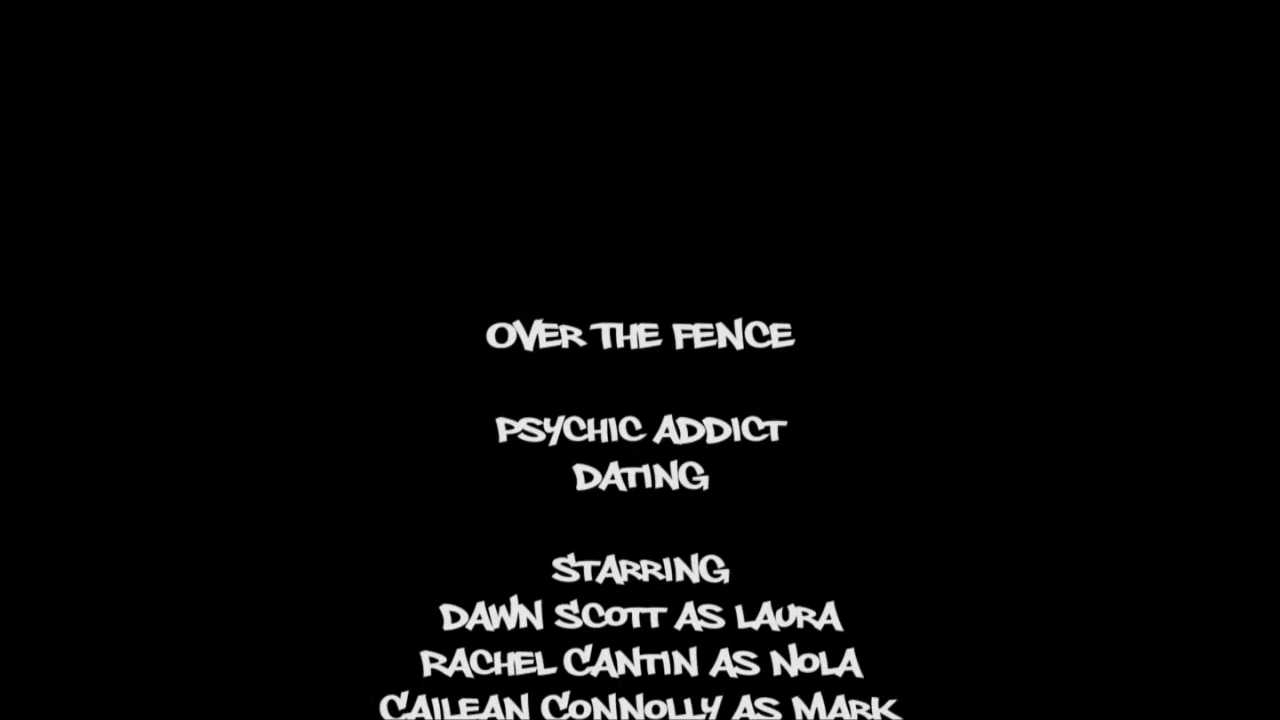 OVER THE FENCE
PSYCHIC ADDICT
DATING
STARRING
DAWN SCOTT AS LAURA
RACHEL CANTIN AS NOLA
CAILEAN CONNOLLY AS MARK